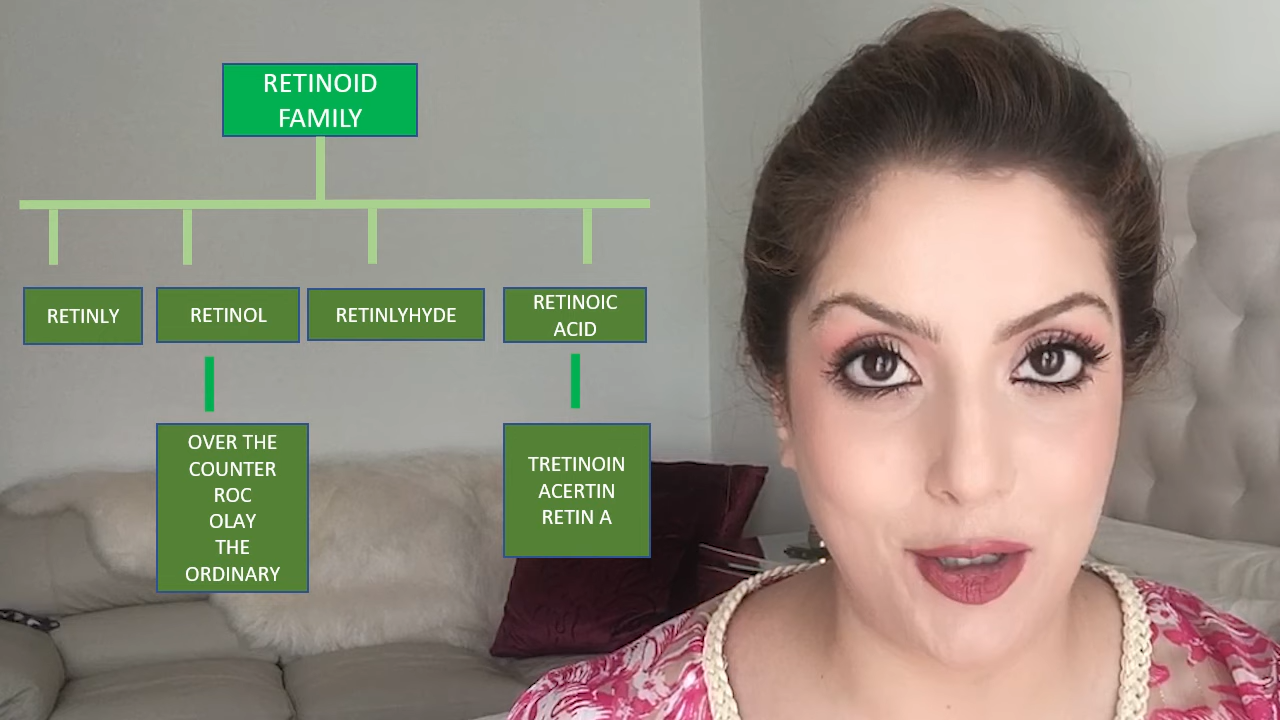 RETINOID
FAMILY
RETINLY
RETINOL
RETINLYHYDE
RETINOIC
ACID
OVER THE
COUNTER
ROC
OLAY
THE
ORDINARY
TRETINOIN
ACERTIN
RETIN A